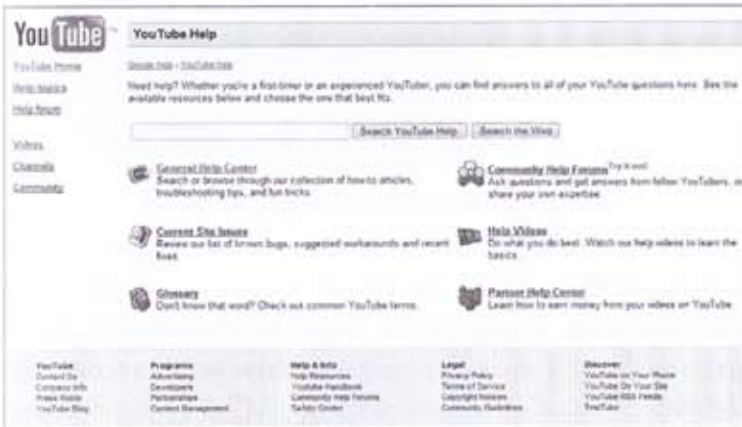 YouTube
YouTube Help
YouTube Home
Help topics
Help forum
Videos
Channels
Community
Google Help › YouTube Help
Need help? Whether you're a first-timer or an experienced YouTuber, you can find answers to all of your YouTube questions here. See the
available resources below and choose the one that best fits.
Search YouTube Help
Search the Web
General Help Center
Search or browse through our collection of how-to articles,
troubleshooting tips, and fun tricks.
Community Help Forums Try it out!
Ask questions and get answers from fellow YouTubers, or
share your own expertise.
Current Site Issues
Review our list of known bugs, suggested workarounds and recent
fixes.
Help Videos
Do what you do best. Watch our help videos to learn the
basics.
Glossary
Don't know that word? Check out common YouTube terms.
Partner Help Center
Learn how to earn money from your videos on YouTube
YouTube
Contact Us
Company Info
Press Room
YouTube Blog
Programs
Advertising
Developers
Partnerships
Content Management
Help & Info
Help Resources
Youtube Handbook
Community Help Forums
Safety Center
Legal
Privacy Policy
Terms of Service
Copyright Notices
Community Guidelines
Discover
YouTube on Your Phone
YouTube On Your Site
YouTube RSS Feeds
TestTube